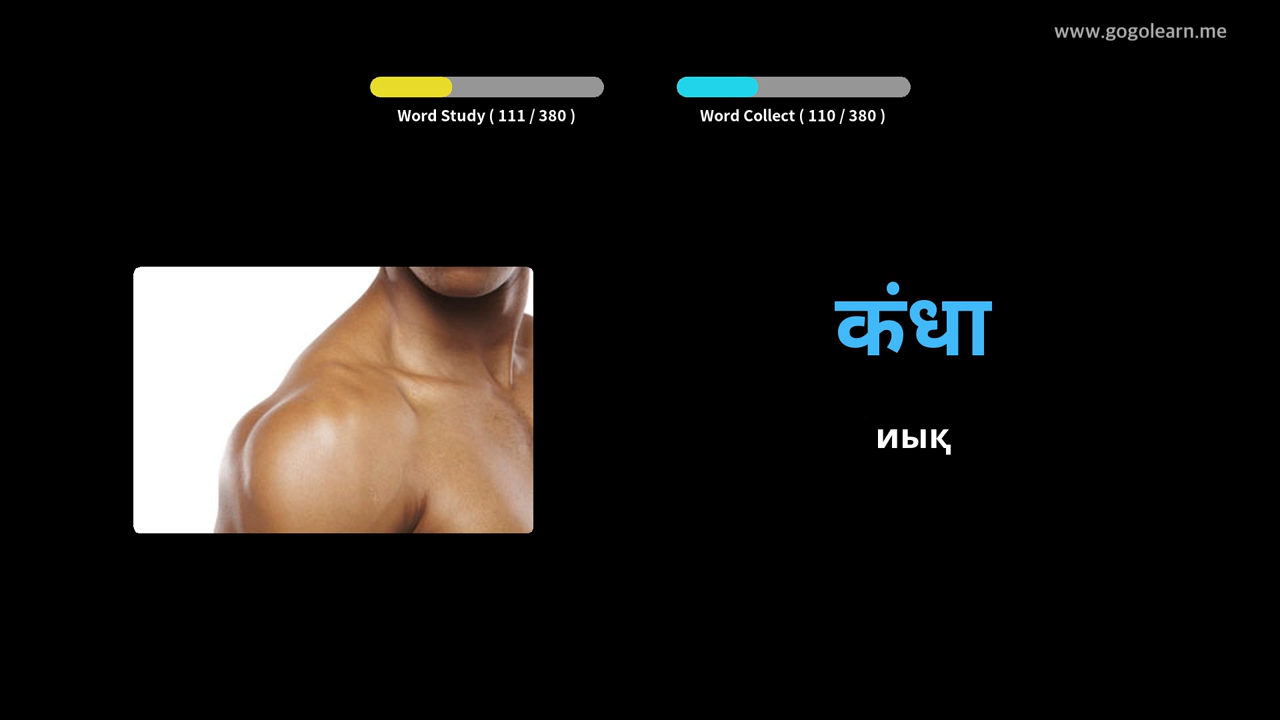 www.gogolearn.me
Word Study ( 111 / 380 )
Word Collect ( 110 / 380 )
कंधा
иық